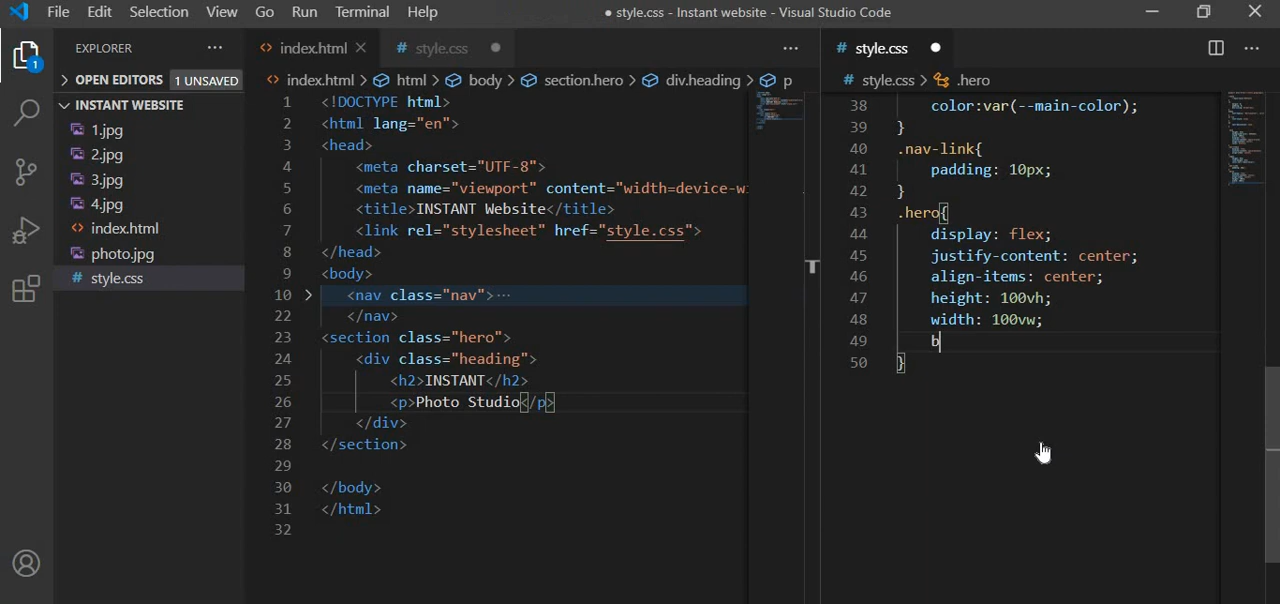 File Edit Selection View Go Run Terminal Help
● style.css - Instant website - Visual Studio Code
EXPLORER ···
OPEN EDITORS 1 UNSAVED
INSTANT WEBSITE
1.jpg
2.jpg
3.jpg
4.jpg
index.html
photo.jpg
# style.css
1
<> index.html × # style.css ●
<> index.html > html > body > section.hero > div.heading > p
1 <!DOCTYPE html>
2 <html lang="en">
3 <head>
4 <meta charset="UTF-8">
5 <meta name="viewport" content="width=device-w
6 <title>INSTANT Website</title>
7 <link rel="stylesheet" href="style.css">
8 </head>
9 <body>
10 <nav class="nav">···
22 </nav>
23 <section class="hero">
24 <div class="heading">
25 <h2>INSTANT</h2>
26 <p>Photo Studio</p>
27 </div>
28 </section>
29
30 </body>
31 </html>
32
# style.css ●
# style.css > .hero
38 color:var(--main-color);
39 }
40 .nav-link{
41 padding: 10px;
42 }
43 .hero{
44 display: flex;
45 justify-content: center;
46 align-items: center;
47 height: 100vh;
48 width: 100vw;
49 b
50 }